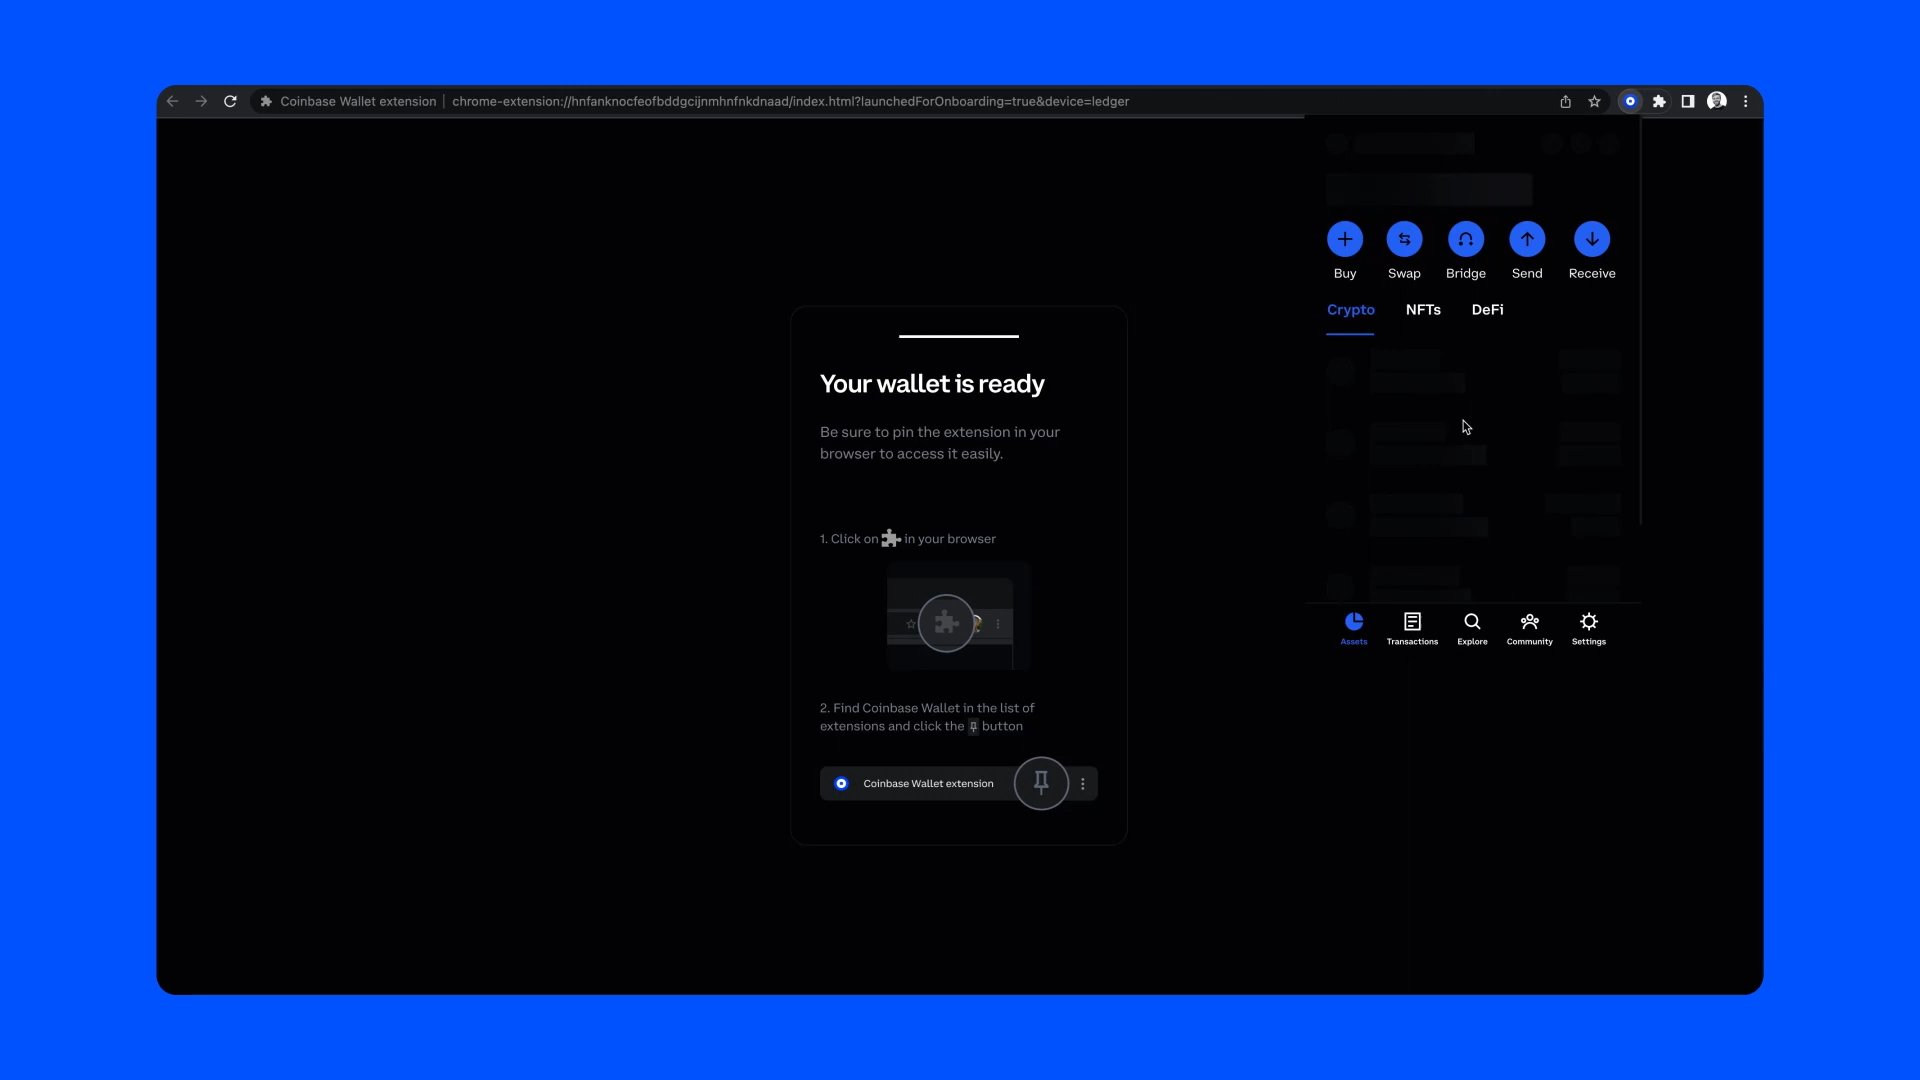 Coinbase Wallet extension | chrome-extension://hnfanknocfeofbddgcijnmhnfnkdnaad/index.html?launchedForOnboarding=true&device=ledger
Buy Swap Bridge Send Receive
Crypto NFTs DeFi
Your wallet is ready
Be sure to pin the extension in your
browser to access it easily.
1. Click on in your browser
2. Find Coinbase Wallet in the list of
extensions and click the button
Coinbase Wallet extension
Assets Transactions Explore Community Settings